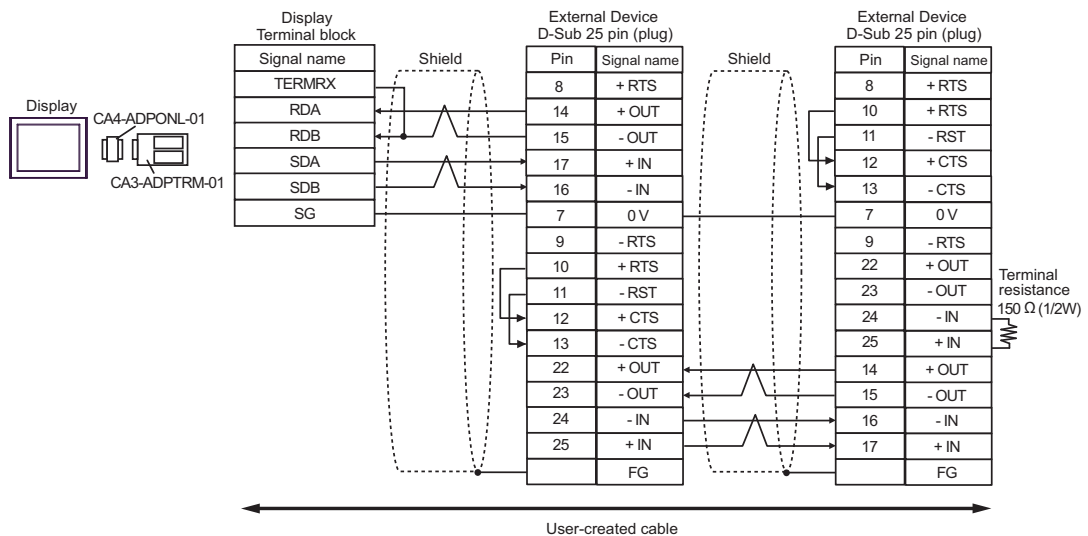 Display
Terminal block
External Device
D-Sub 25 pin (plug)
External Device
D-Sub 25 pin (plug)
Signal name
Shield
Pin
Signal name
Shield
Pin
Signal name
TERMRX
8
+ RTS
8
+ RTS
Display
CA4-ADPONL-01
CA3-ADPTRM-01
RDA
14
+ OUT
10
+ RTS
RDB
15
- OUT
11
- RST
SDA
17
+ IN
12
+ CTS
SDB
16
- IN
13
- CTS
SG
7
0 V
7
0 V
9
- RTS
9
- RTS
10
+ RTS
22
+ OUT
11
- RST
23
- OUT
12
+ CTS
24
- IN
13
- CTS
25
+ IN
Terminal
resistance
150 Ω (1/2W)
22
+ OUT
14
+ OUT
23
- OUT
15
- OUT
24
- IN
16
- IN
25
+ IN
17
+ IN
FG
FG
User-created cable